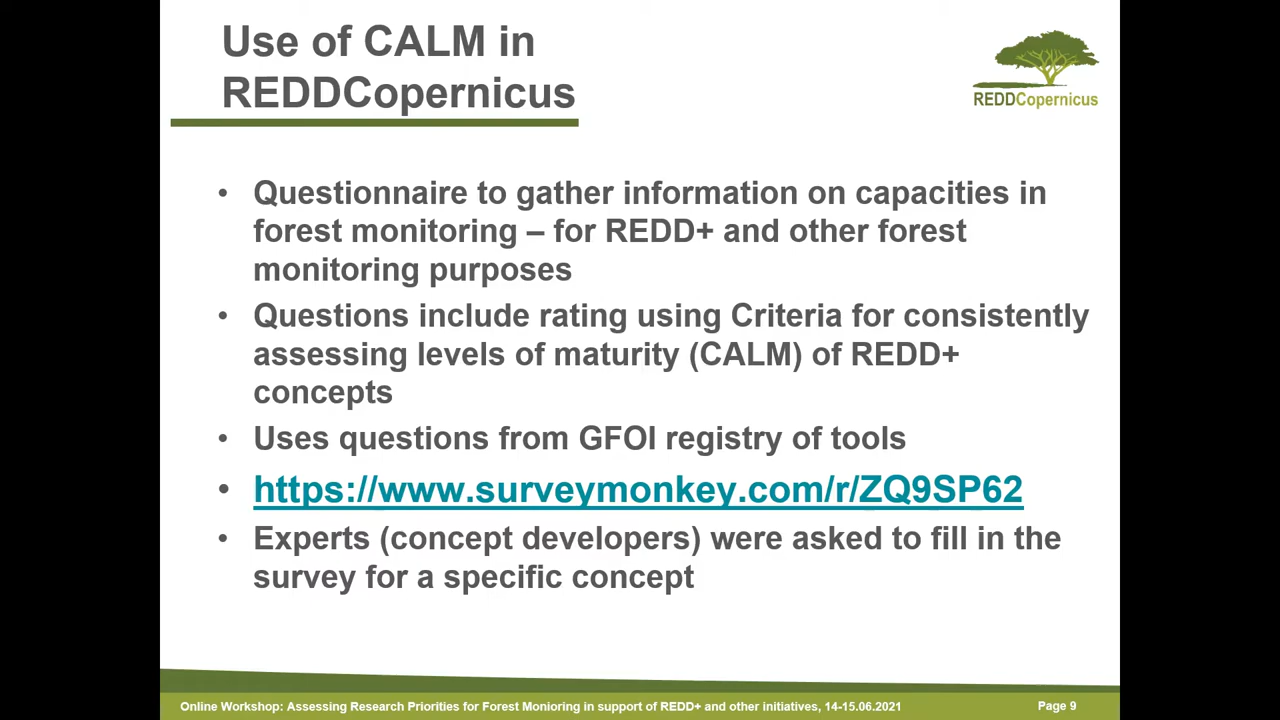 Use of CALM in
REDDCopernicus
REDDCopernicus
• Questionnaire to gather information on capacities in
forest monitoring – for REDD+ and other forest
monitoring purposes
• Questions include rating using Criteria for consistently
assessing levels of maturity (CALM) of REDD+
concepts
• Uses questions from GFOI registry of tools
• https://www.surveymonkey.com/r/ZQ9SP62
• Experts (concept developers) were asked to fill in the
survey for a specific concept
Online Workshop: Assessing Research Priorities for Forest Monioring in support of REDD+ and other initiatives, 14-15.06.2021
Page 9